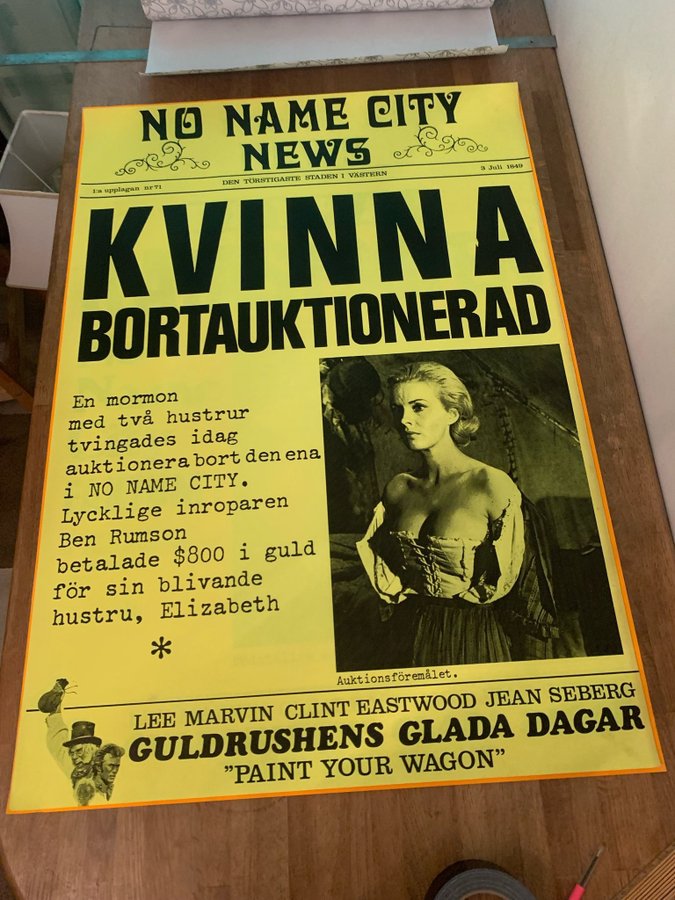 NO NAME CITY
NEWS
1:a upplagan nr 71
DEN TÖRSTIGASTE STADEN I VÄSTERN
3 Juli 1849
KVINNA
BORTAUKTIONERAD
En mormon
med två hustrur
tvingades idag
auktionera bort den ena
i NO NAME CITY.
Lycklige inroparen
Ben Rumson
betalade $800 i guld
för sin blivande
hustru, Elizabeth
*
Auktionsföremålet.
LEE MARVIN CLINT EASTWOOD JEAN SEBERG
GULDRUSHENS GLADA DAGAR
”PAINT YOUR WAGON”